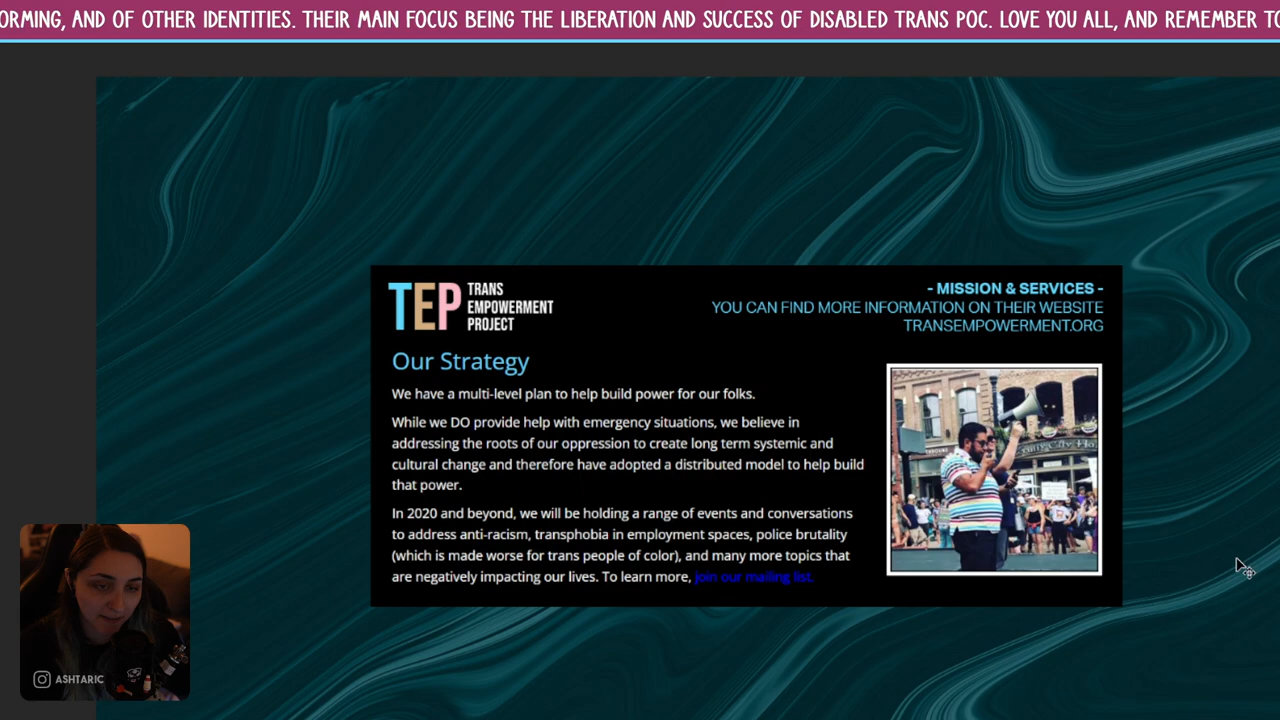 ORMING, AND OF OTHER IDENTITIES. THEIR MAIN FOCUS BEING THE LIBERATION AND SUCCESS OF DISABLED TRANS POC. LOVE YOU ALL, AND REMEMBER TO
TEP TRANS
EMPOWERMENT
PROJECT
- MISSION & SERVICES -
YOU CAN FIND MORE INFORMATION ON THEIR WEBSITE
TRANSEMPOWERMENT.ORG
Our Strategy
We have a multi-level plan to help build power for our folks.
While we DO provide help with emergency situations, we believe in
addressing the roots of our oppression to create long term systemic and
cultural change and therefore have adopted a distributed model to help build
that power.
In 2020 and beyond, we will be holding a range of events and conversations
to address anti-racism, transphobia in employment spaces, police brutality
(which is made worse for trans people of color), and many more topics that
are negatively impacting our lives. To learn more, join our mailing list.
ASHTARIC